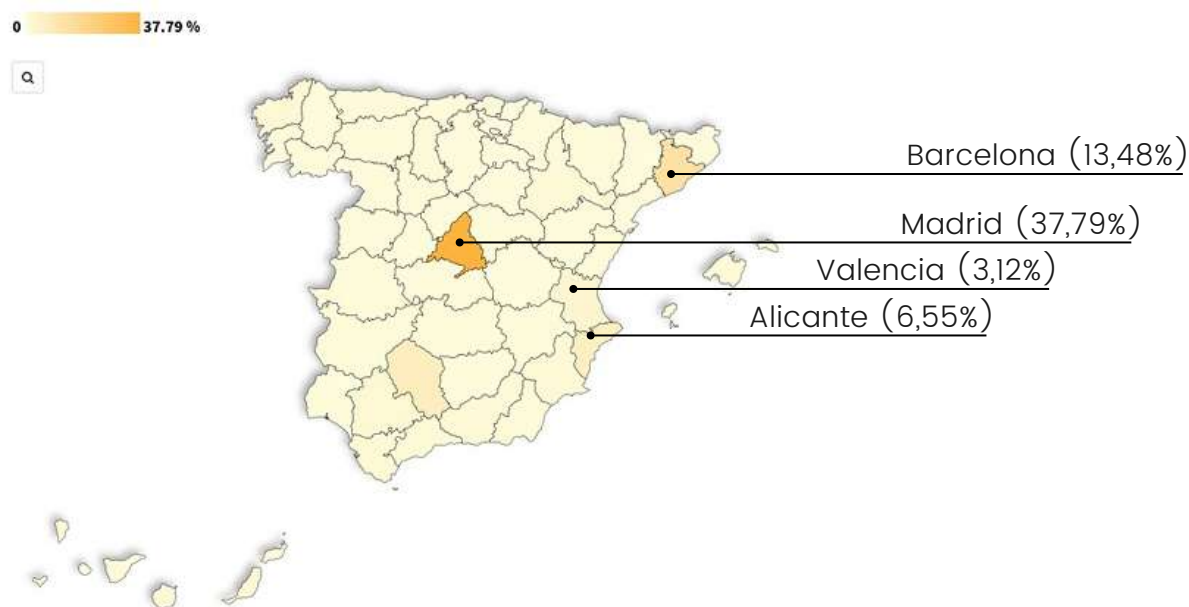 0 37.79 %
Barcelona (13,48%)
Madrid (37,79%)
Valencia (3,12%)
Alicante (6,55%)